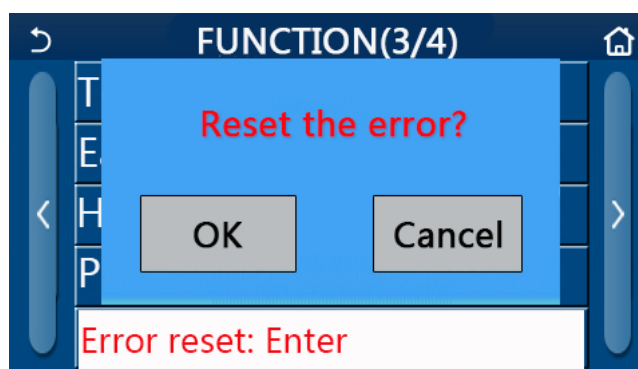 FUNCTION(3/4)
Reset the error?
OK
Cancel
Error reset: Enter